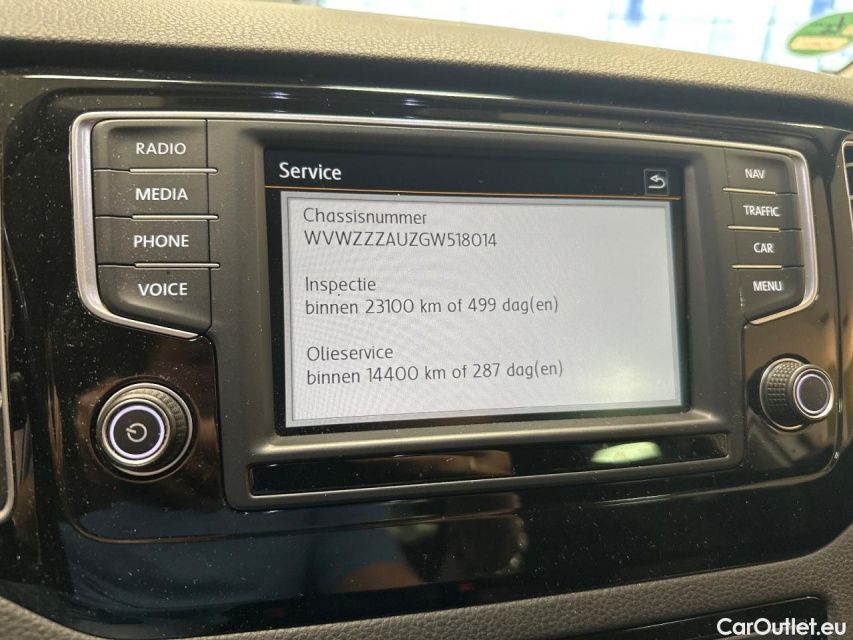 RADIO
MEDIA
PHONE
VOICE
Service
Chassisnummer
WVWZZZAUZGW518014
Inspectie
binnen 23100 km of 499 dag(en)
Olieservice
binnen 14400 km of 287 dag(en)
NAV
TRAFFIC
CAR
MENU
CarOutlet.eu